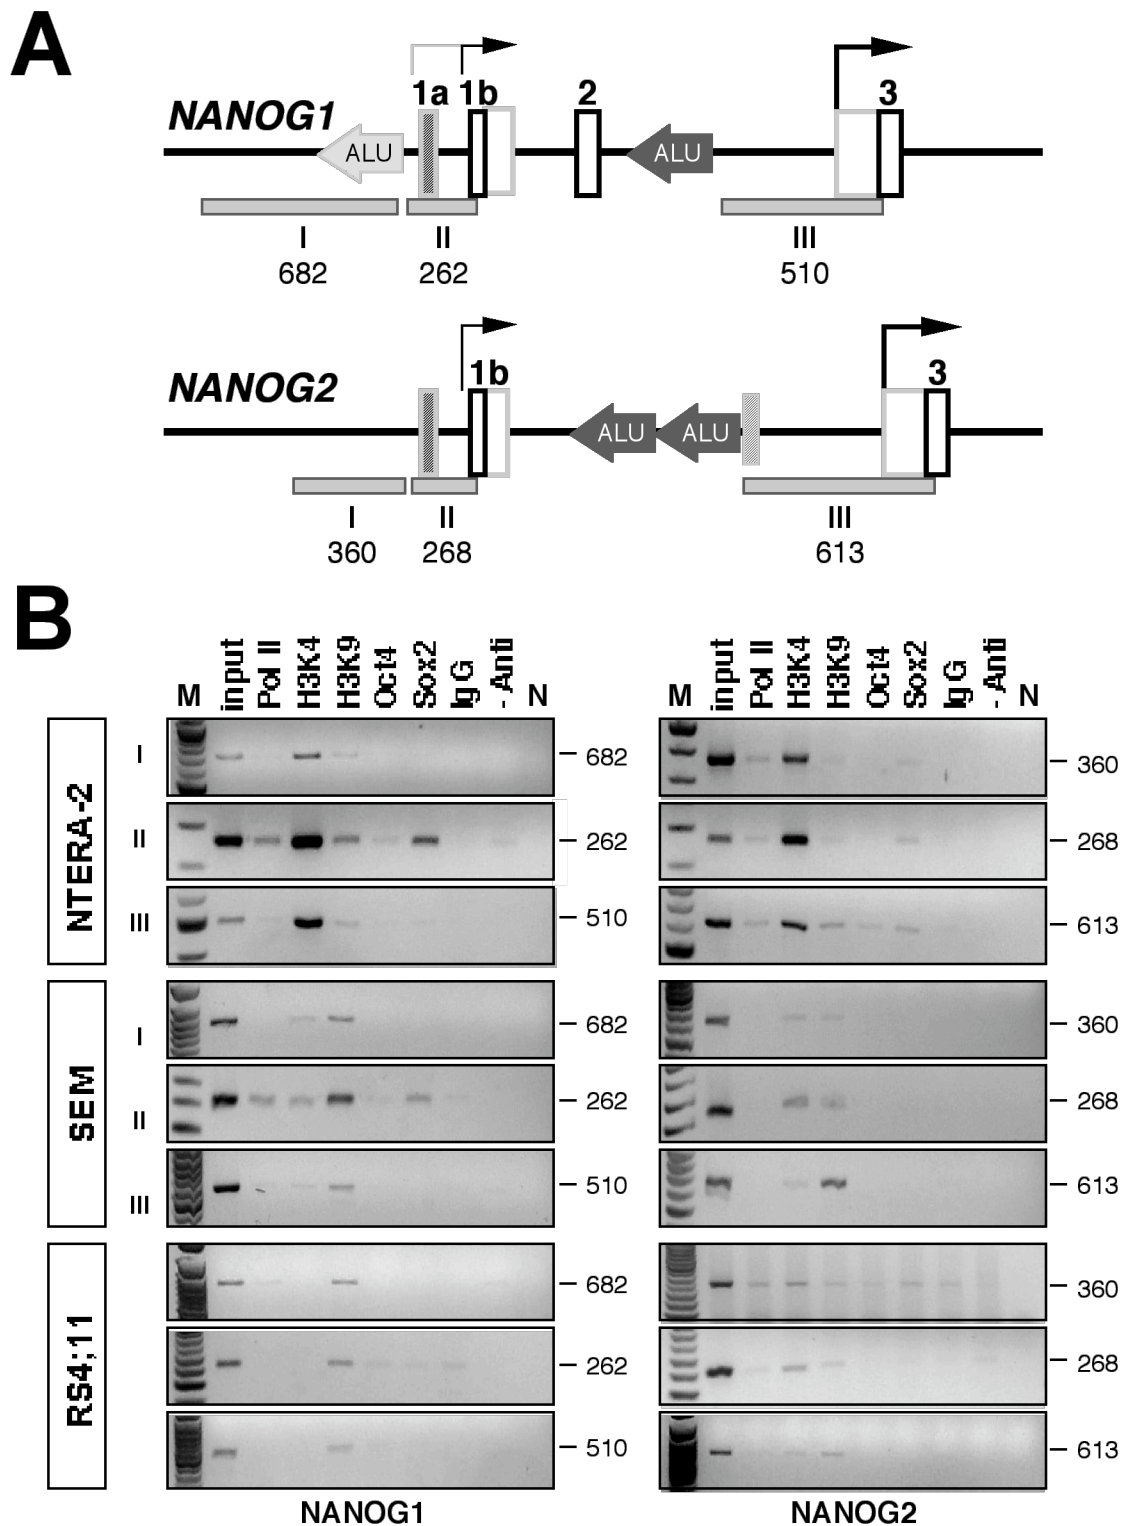 A
1a 1b 2 3
NANOG1
ALU ALU
I II III
682 262 510
1b 3
NANOG2
ALU ALU
I II III
360 268 613
B
M input Pol II H3K4 H3K9 Oct4 Sox2 IgG - Anti N
M input Pol II H3K4 H3K9 Oct4 Sox2 IgG - Anti N
NTERA-2
I 682 360
II 262 268
III 510 613
SEM
I 682 360
II 262 268
III 510 613
RS4;11
682 360
262 268
510 613
NANOG1 NANOG2